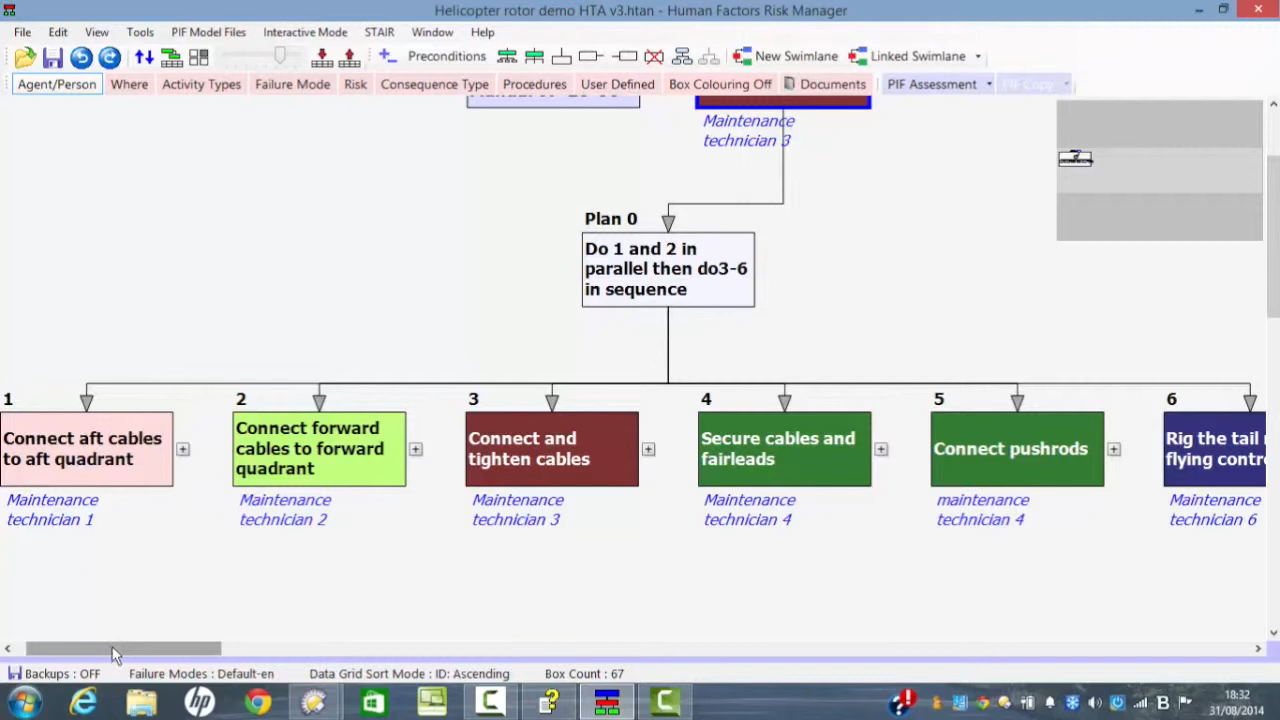 Helicopter rotor demo HTA v3.htan - Human Factors Risk Manager
File Edit View Tools PIF Model Files Interactive Mode STAIR Window Help
Preconditions New Swimlane Linked Swimlane
Agent/Person Where Activity Types Failure Mode Risk Consequence Type Procedures User Defined Box Colouring Off Documents PIF Assessment PIF Copy
Maintenance
technician 3
Plan 0
Do 1 and 2 in
parallel then do3-6
in sequence
1
Connect aft cables
to aft quadrant
Maintenance
technician 1
2
Connect forward
cables to forward
quadrant
Maintenance
technician 2
3
Connect and
tighten cables
Maintenance
technician 3
4
Secure cables and
fairleads
Maintenance
technician 4
5
Connect pushrods
maintenance
technician 4
6
Rig the tail
flying
Maintenance
technician 6
Backups : OFF Failure Modes : Default-en Data Grid Sort Mode : ID: Ascending Box Count : 67
18:32
31/08/2014